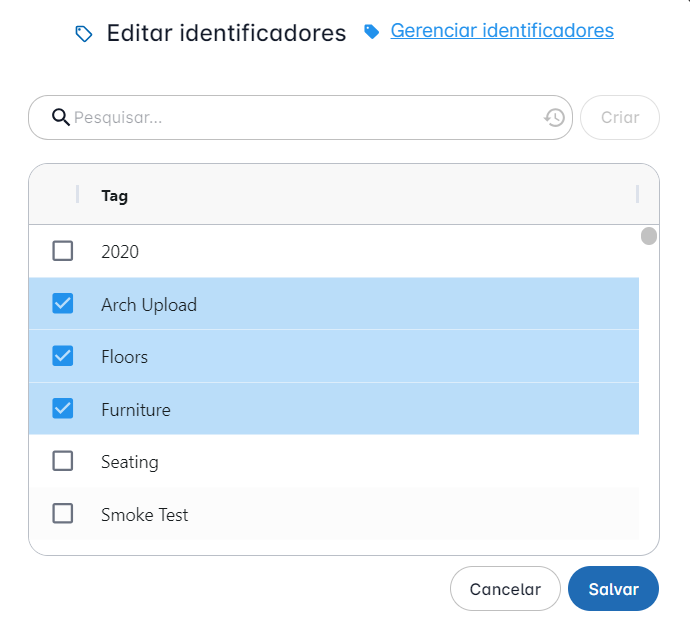 Editar identificadores Gerenciar identificadores
Pesquisar... Criar
Tag
2020
Arch Upload
Floors
Furniture
Seating
Smoke Test
Cancelar Salvar